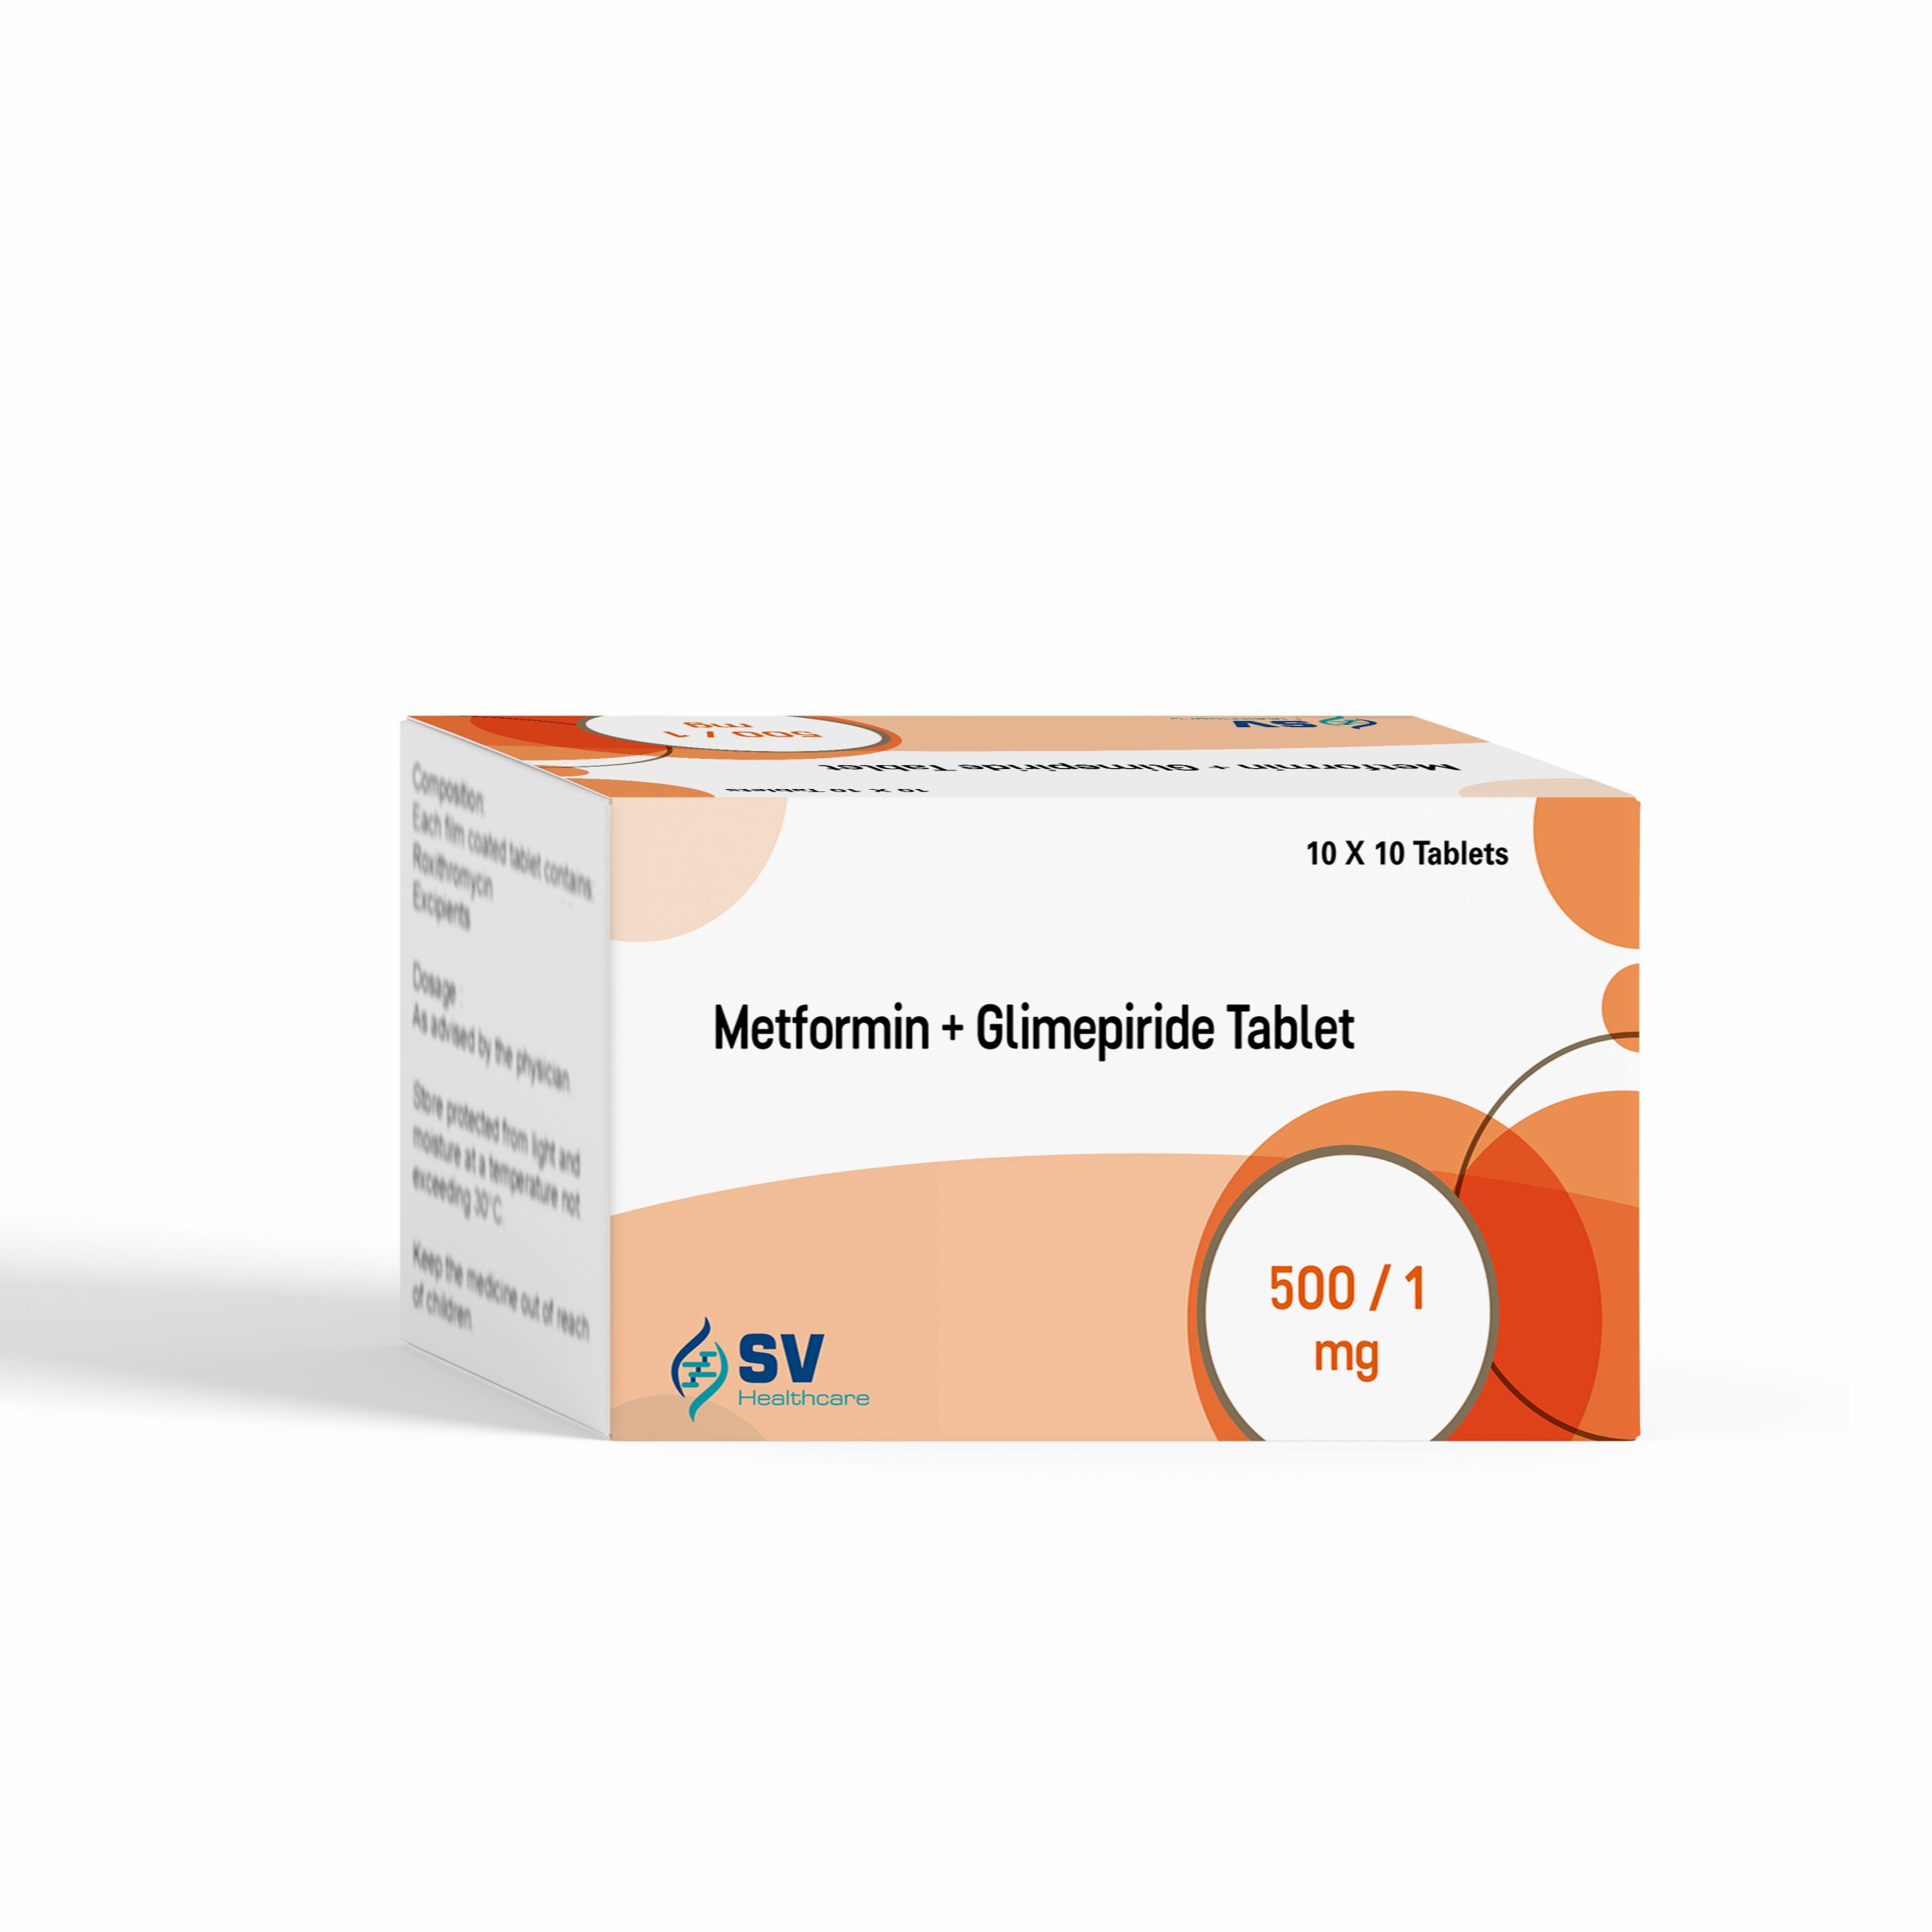 500 / 1
mg
SV
Metformin + Glimepiride Tablet
10 X 10 Tablets
Composition:
Each film coated tablet contains:
Roxithromycin
Excipients
Dosage :
As advised by the physician
Store protected from light and
moisture at a temperature not
exceeding 30°C.
Keep the medicine out of reach
of children
10 X 10 Tablets
Metformin + Glimepiride Tablet
500 / 1
mg
SV
Healthcare